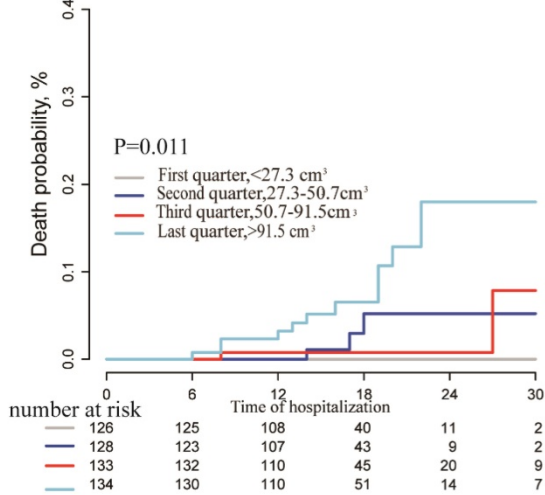 0.4
0.3
0.2
0.1
0.0
Death probability, %
P=0.011
First quarter,<27.3 cm³
Second quarter,27.3-50.7cm³
Third quarter,50.7-91.5cm³
Last quarter,>91.5 cm³
0 6 12 18 24 30
Time of hospitalization
number at risk
126 125 108 40 11 2
128 123 107 43 9 2
133 132 110 45 20 9
134 130 110 51 14 7